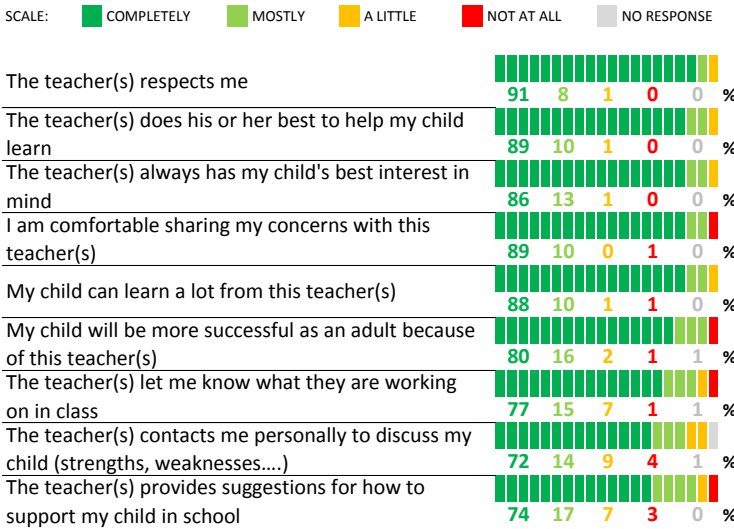 SCALE: COMPLETELY MOSTLY A LITTLE NOT AT ALL NO RESPONSE
The teacher(s) respects me
91 8 1 0 0 %
The teacher(s) does his or her best to help my child
learn
89 10 1 0 0 %
The teacher(s) always has my child's best interest in
mind
86 13 1 0 0 %
I am comfortable sharing my concerns with this
teacher(s)
89 10 0 1 0 %
My child can learn a lot from this teacher(s)
88 10 1 1 0 %
My child will be more successful as an adult because
of this teacher(s)
80 16 2 1 1 %
The teacher(s) let me know what they are working
on in class
77 15 7 1 1 %
The teacher(s) contacts me personally to discuss my
child (strengths, weaknesses....)
72 14 9 4 1 %
The teacher(s) provides suggestions for how to
support my child in school
74 17 7 3 0 %